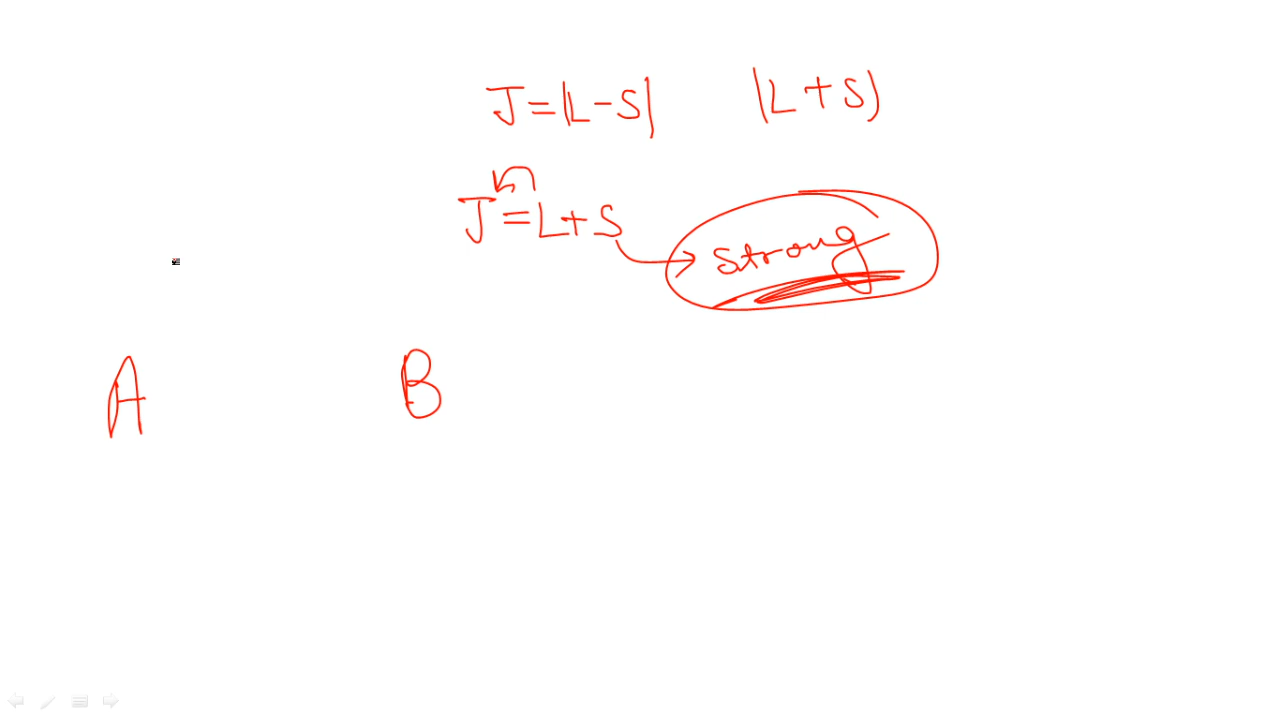 J = |L - S| |L + S|
J = L + S → strong
A B